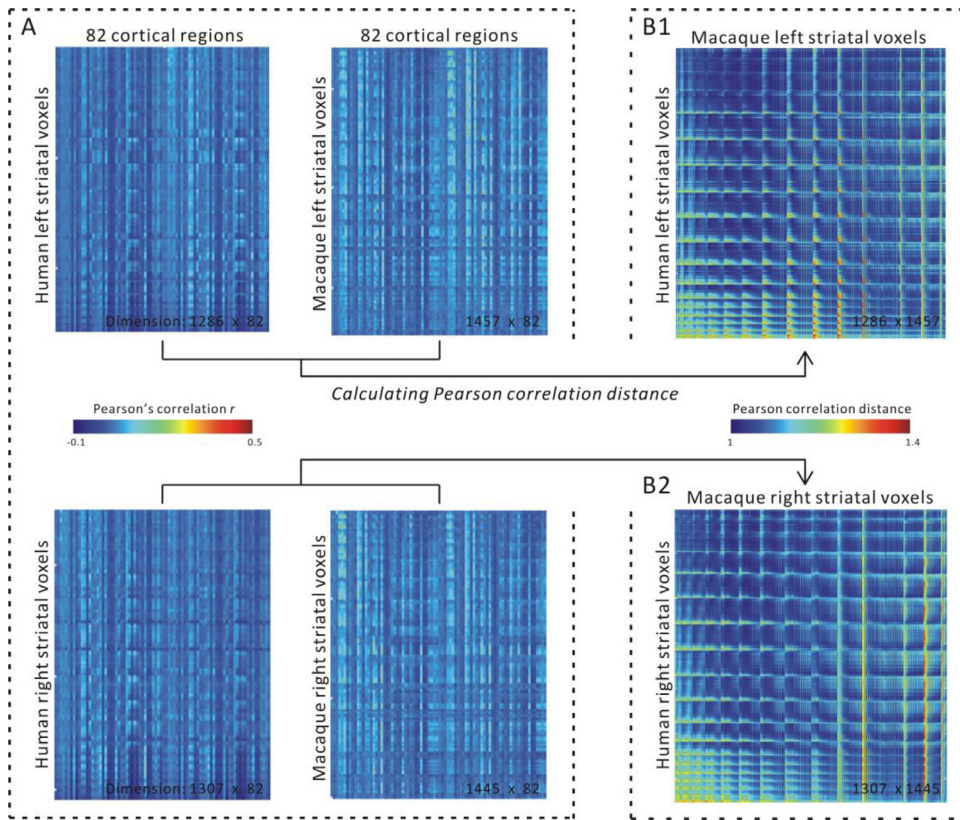 A
82 cortical regions
82 cortical regions
Human left striatal voxels
Dimension: 1286 x 82
Macaque left striatal voxels
1457 x 82
B1
Macaque left striatal voxels
Human left striatal voxels
1286 x 1457
Calculating Pearson correlation distance
Pearson's correlation r
-0.1
0.5
Pearson correlation distance
1
1.4
Human right striatal voxels
Dimension: 1307 x 82
Macaque right striatal voxels
1445 x 82
B2
Macaque right striatal voxels
Human right striatal voxels
1307 x 1445